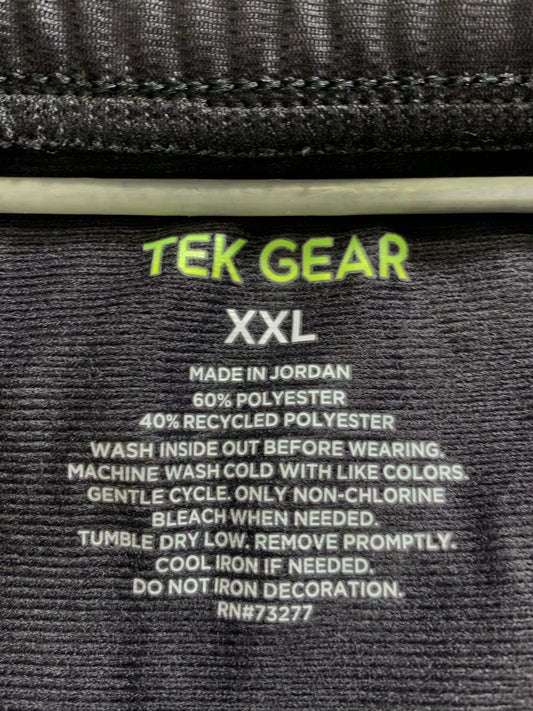 TEK GEAR
XXL
MADE IN JORDAN
60% POLYESTER
40% RECYCLED POLYESTER
WASH INSIDE OUT BEFORE WEARING.
MACHINE WASH COLD WITH LIKE COLORS.
GENTLE CYCLE. ONLY NON-CHLORINE
BLEACH WHEN NEEDED.
TUMBLE DRY LOW. REMOVE PROMPTLY.
COOL IRON IF NEEDED.
DO NOT IRON DECORATION.
RN#73277